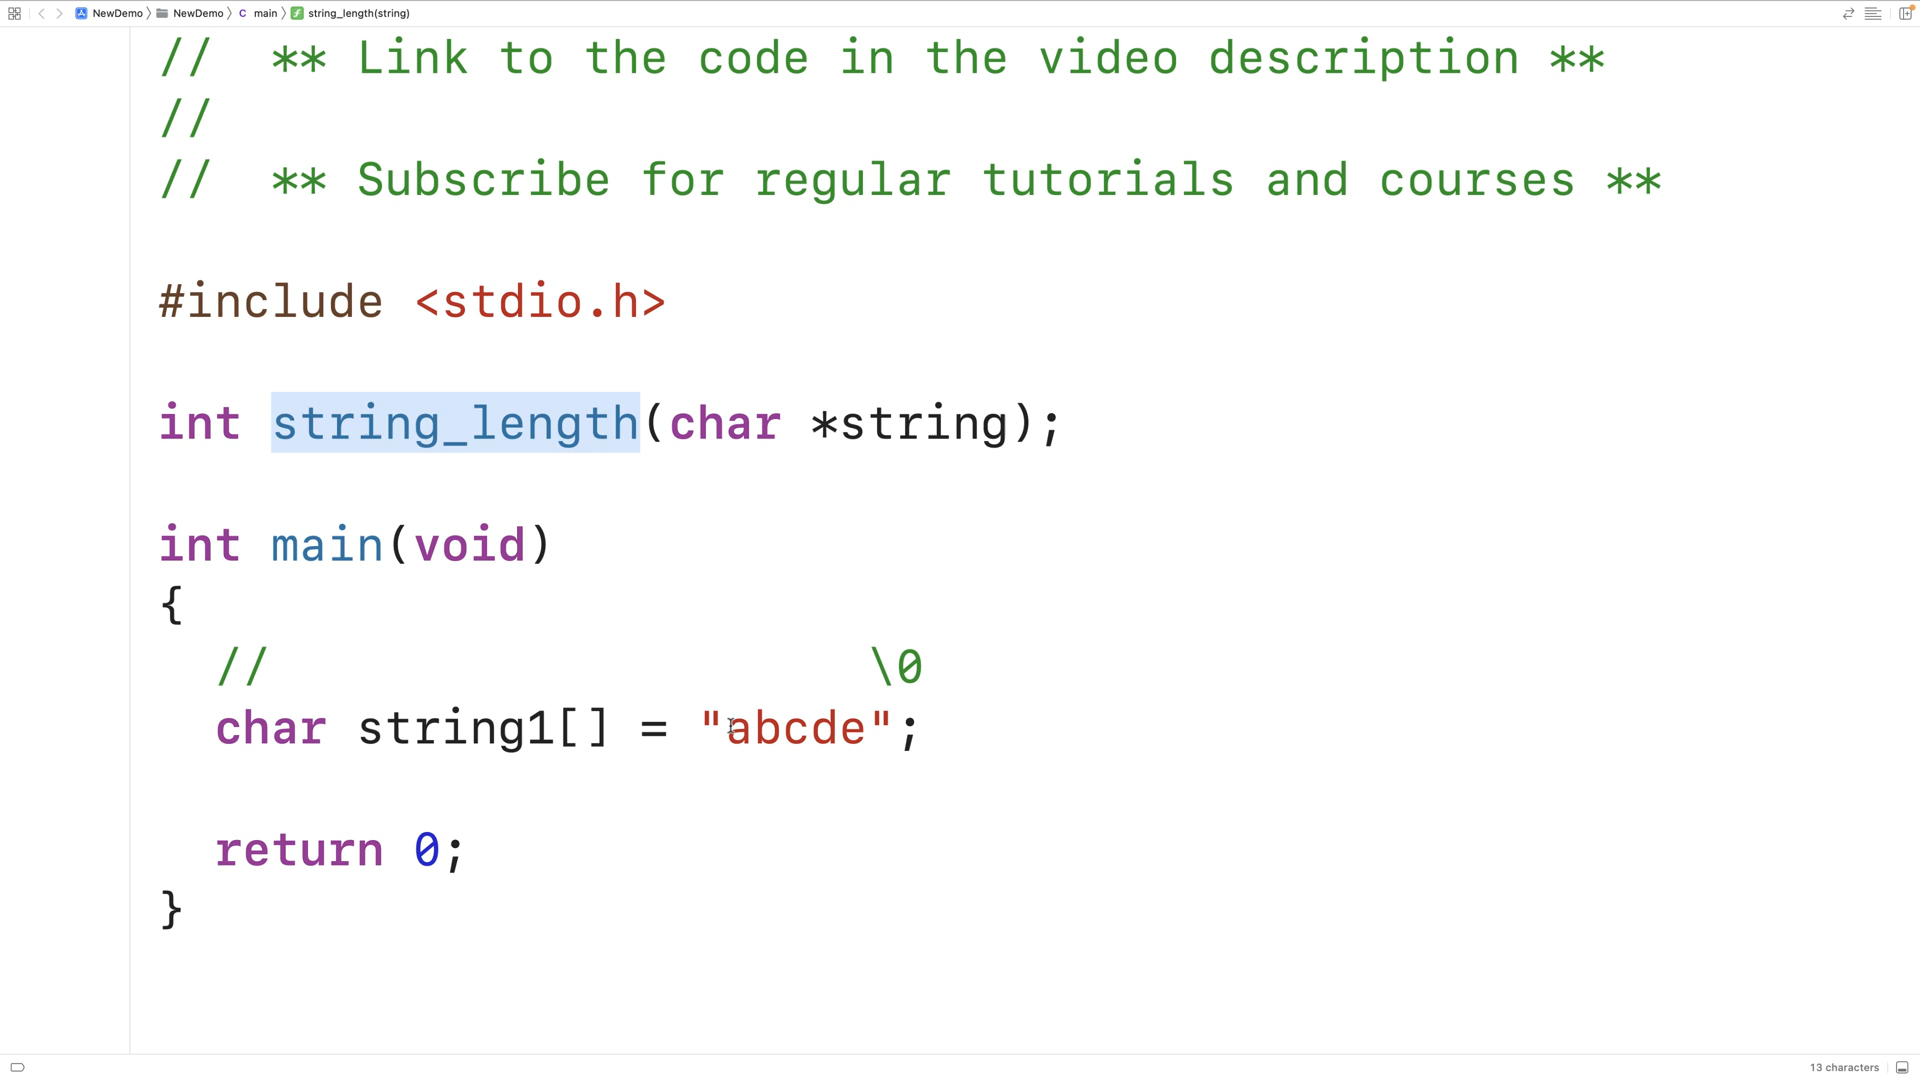 NewDemo NewDemo C main f string_length(string)
// ** Link to the code in the video description **
//
// ** Subscribe for regular tutorials and courses **
#include <stdio.h>
int string_length(char *string);
int main(void)
{
//                      \0
char string1[] = "abcde";
return 0;
}
13 characters